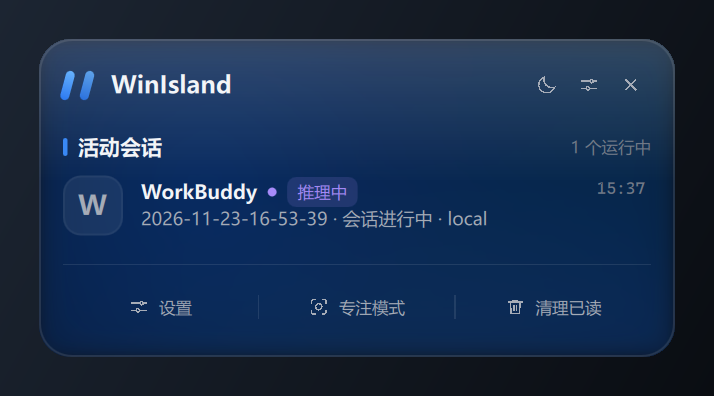 WinIsland
活动会话
1 个运行中
W
WorkBuddy 推理中
15:37
2026-11-23-16-53-39 · 会话进行中 · local
设置
专注模式
清理已读